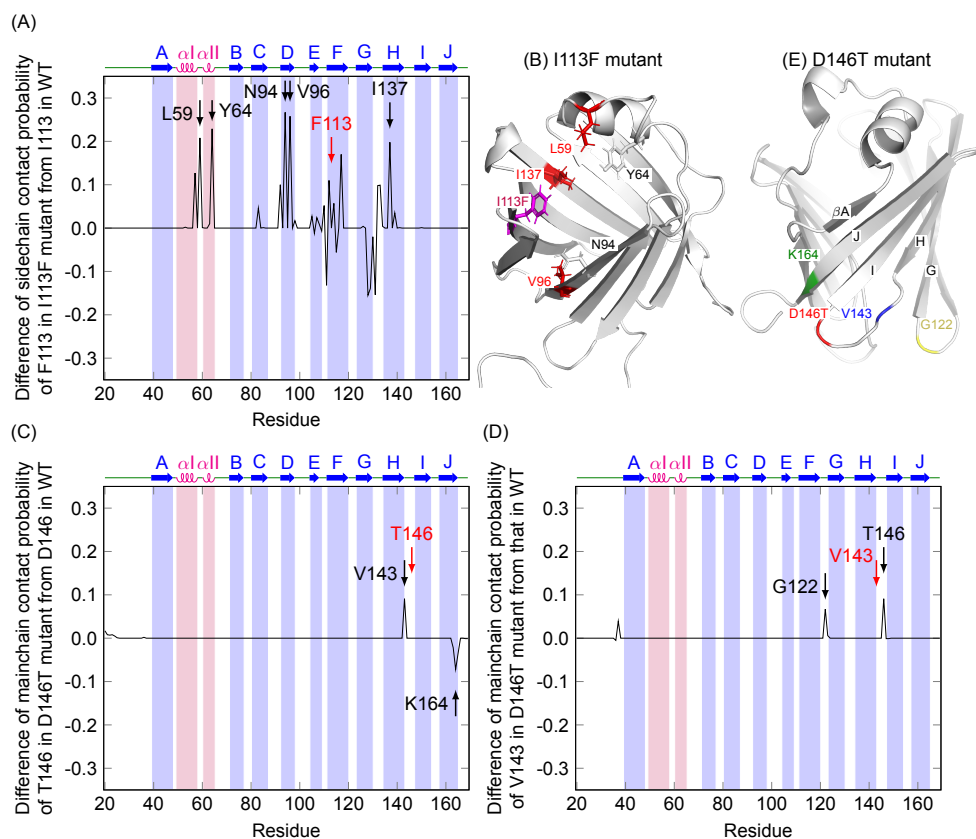 (A)
A αI αII B C D E F G H I J
Difference of sidechain contact probability
of F113 in I113F mutant from I113 in WT
0.3
0.2
0.1
0.0
-0.1
-0.2
-0.3
L59
Y64
N94
V96
F113
I137
20 40 60 80 100 120 140 160
Residue
(B) I113F mutant
L59
Y64
I137
I113F
N94
V96
(E) D146T mutant
βA
J
H
K164
I
G
D146T
V143
G122
(C)
A αI αII B C D E F G H I J
Difference of mainchain contact probability
of T146 in D146T mutant from D146 in WT
0.3
0.2
0.1
0.0
-0.1
-0.2
-0.3
T146
V143
K164
20 40 60 80 100 120 140 160
Residue
(D)
A αI αII B C D E F G H I J
Difference of mainchain contact probability
of V143 in D146T mutant from that in WT
0.3
0.2
0.1
0.0
-0.1
-0.2
-0.3
T146
V143
G122
20 40 60 80 100 120 140 160
Residue